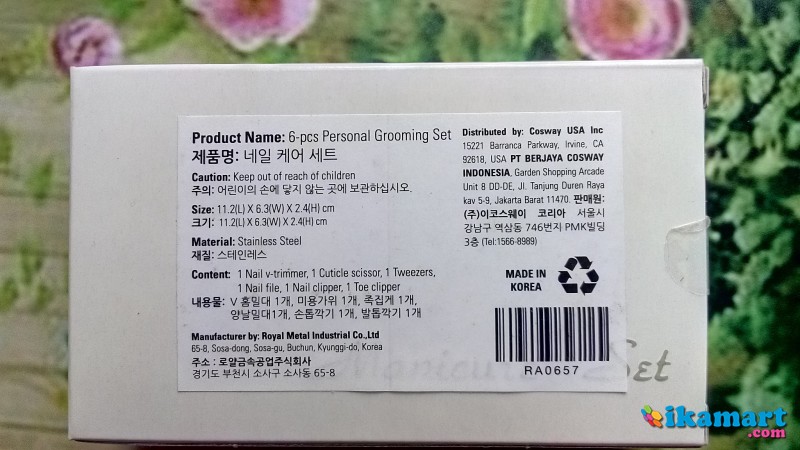 Product Name: 6-pcs Personal Grooming Set
제품명: 네일 케어 세트
Caution: Keep out of reach of children
주의: 어린이의 손에 닿지 않는 곳에 보관하십시오.
Size: 11.2(L) X 6.3(W) X 2.4(H) cm
크기: 11.2(L) X 6.3(W) X 2.4(H) cm
Material: Stainless Steel
재질: 스테인레스
Content: 1 Nail v-trimmer, 1 Cuticle scissor, 1 Tweezers,
1 Nail file, 1 Nail clipper, 1 Toe clipper
내용물: V 홈밀대1개, 미용가위 1개, 족집게 1개,
양날밀대1개, 손톱깍기 1개, 발톱깍기 1개
Manufacturer by: Royal Metal Industrial Co.,Ltd
65-8, Sosa-dong, Sosa-gu, Buchun, Kyunggi-do, Korea
주소 : 로얄금속공업주식회사
경기도 부천시 소사구 소사동 65-8
Distributed by: Cosway USA Inc
15221 Barranca Parkway, Irvine, CA
92618, USA PT BERJAYA COSWAY
INDONESIA, Garden Shopping Arcade
Unit 8 DD-DE, Jl. Tanjung Duren Raya
kav 5-9, Jakarta Barat 11470. 판매원:
(주)이코스웨이 코리아 서울시
강남구 역삼동 746번지 PMK빌딩
3층 (Tel:1566-8989)
MADE IN
KOREA
RA0657
Set
ikamart
.com